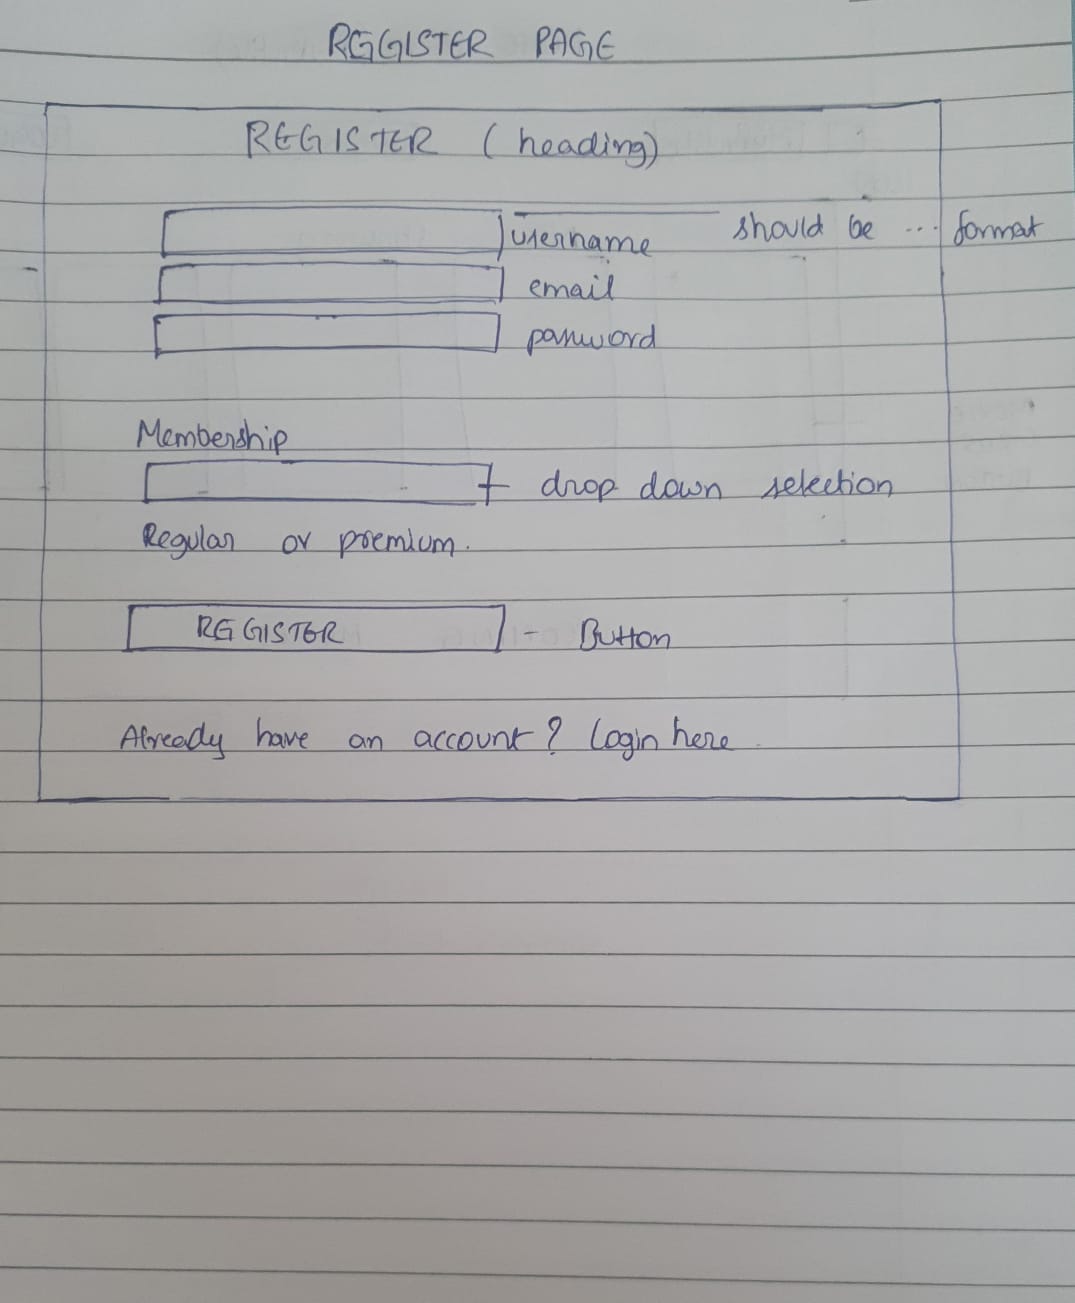 REGISTER PAGE
REGISTER (heading)
username should be ... format
email
password
Membership
drop down selection
Regular or premium.
REGISTER - Button
Already have an account? Login here